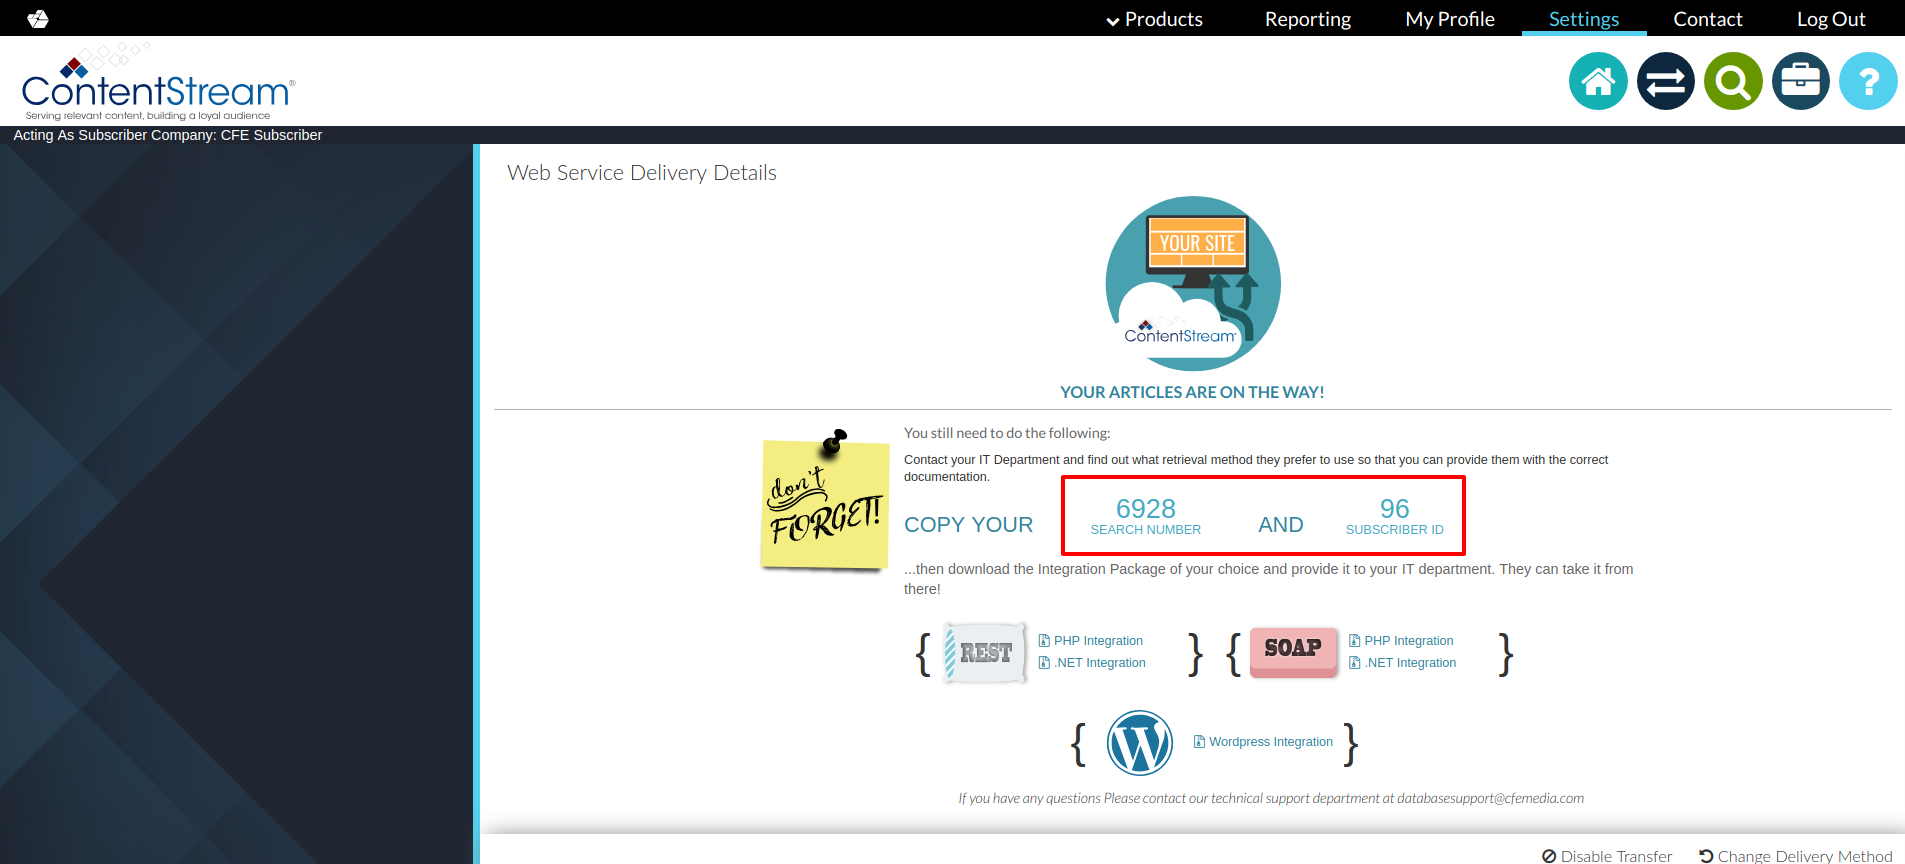 Products
Reporting
My Profile
Settings
Contact
Log Out
ContentStream®
Serving relevant content, building a loyal audience
?
Acting As Subscriber Company: CFE Subscriber
Web Service Delivery Details
YOUR SITE
ContentStream
YOUR ARTICLES ARE ON THE WAY!
don't
FORGET!
You still need to do the following:
Contact your IT Department and find out what retrieval method they prefer to use so that you can provide them with the correct
documentation.
COPY YOUR
6928
SEARCH NUMBER
AND
96
SUBSCRIBER ID
...then download the Integration Package of your choice and provide it to your IT department. They can take it from
there!
{ REST
PHP Integration
.NET Integration
}
{ SOAP
PHP Integration
.NET Integration
}
{ W Wordpress Integration }
If you have any questions Please contact our technical support department at databasesupport@cfemedia.com
Disable Transfer
Change Delivery Method